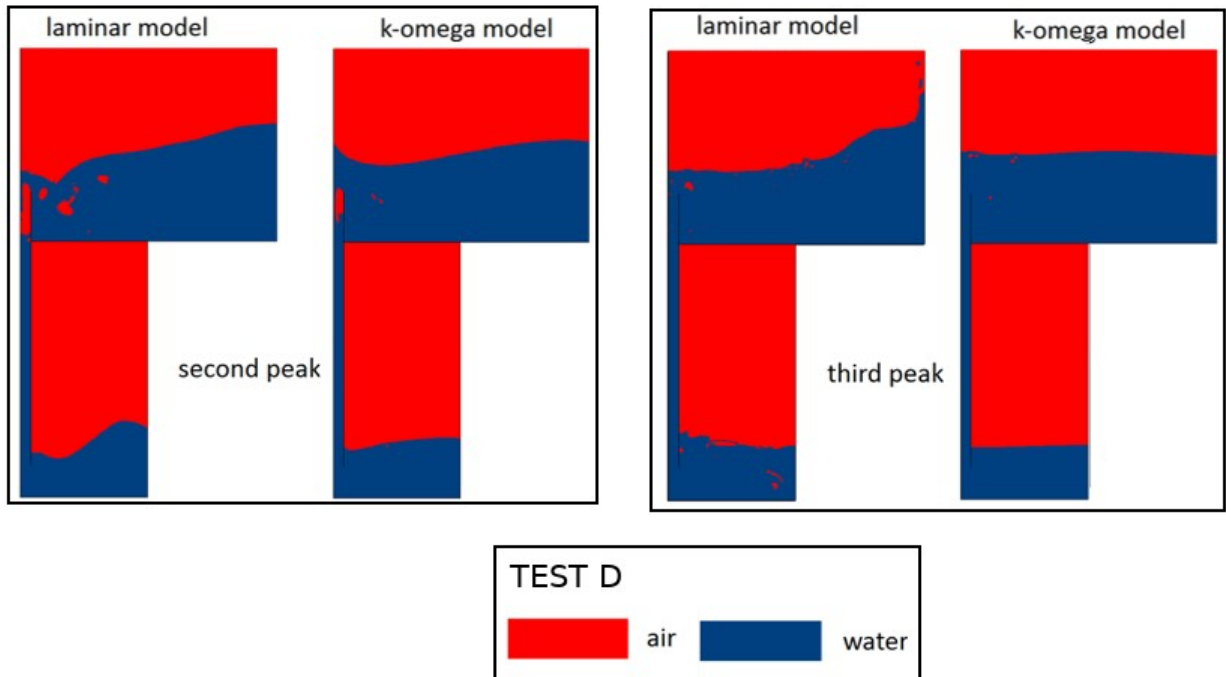 laminar model k-omega model
second peak
laminar model k-omega model
third peak
TEST D
air water